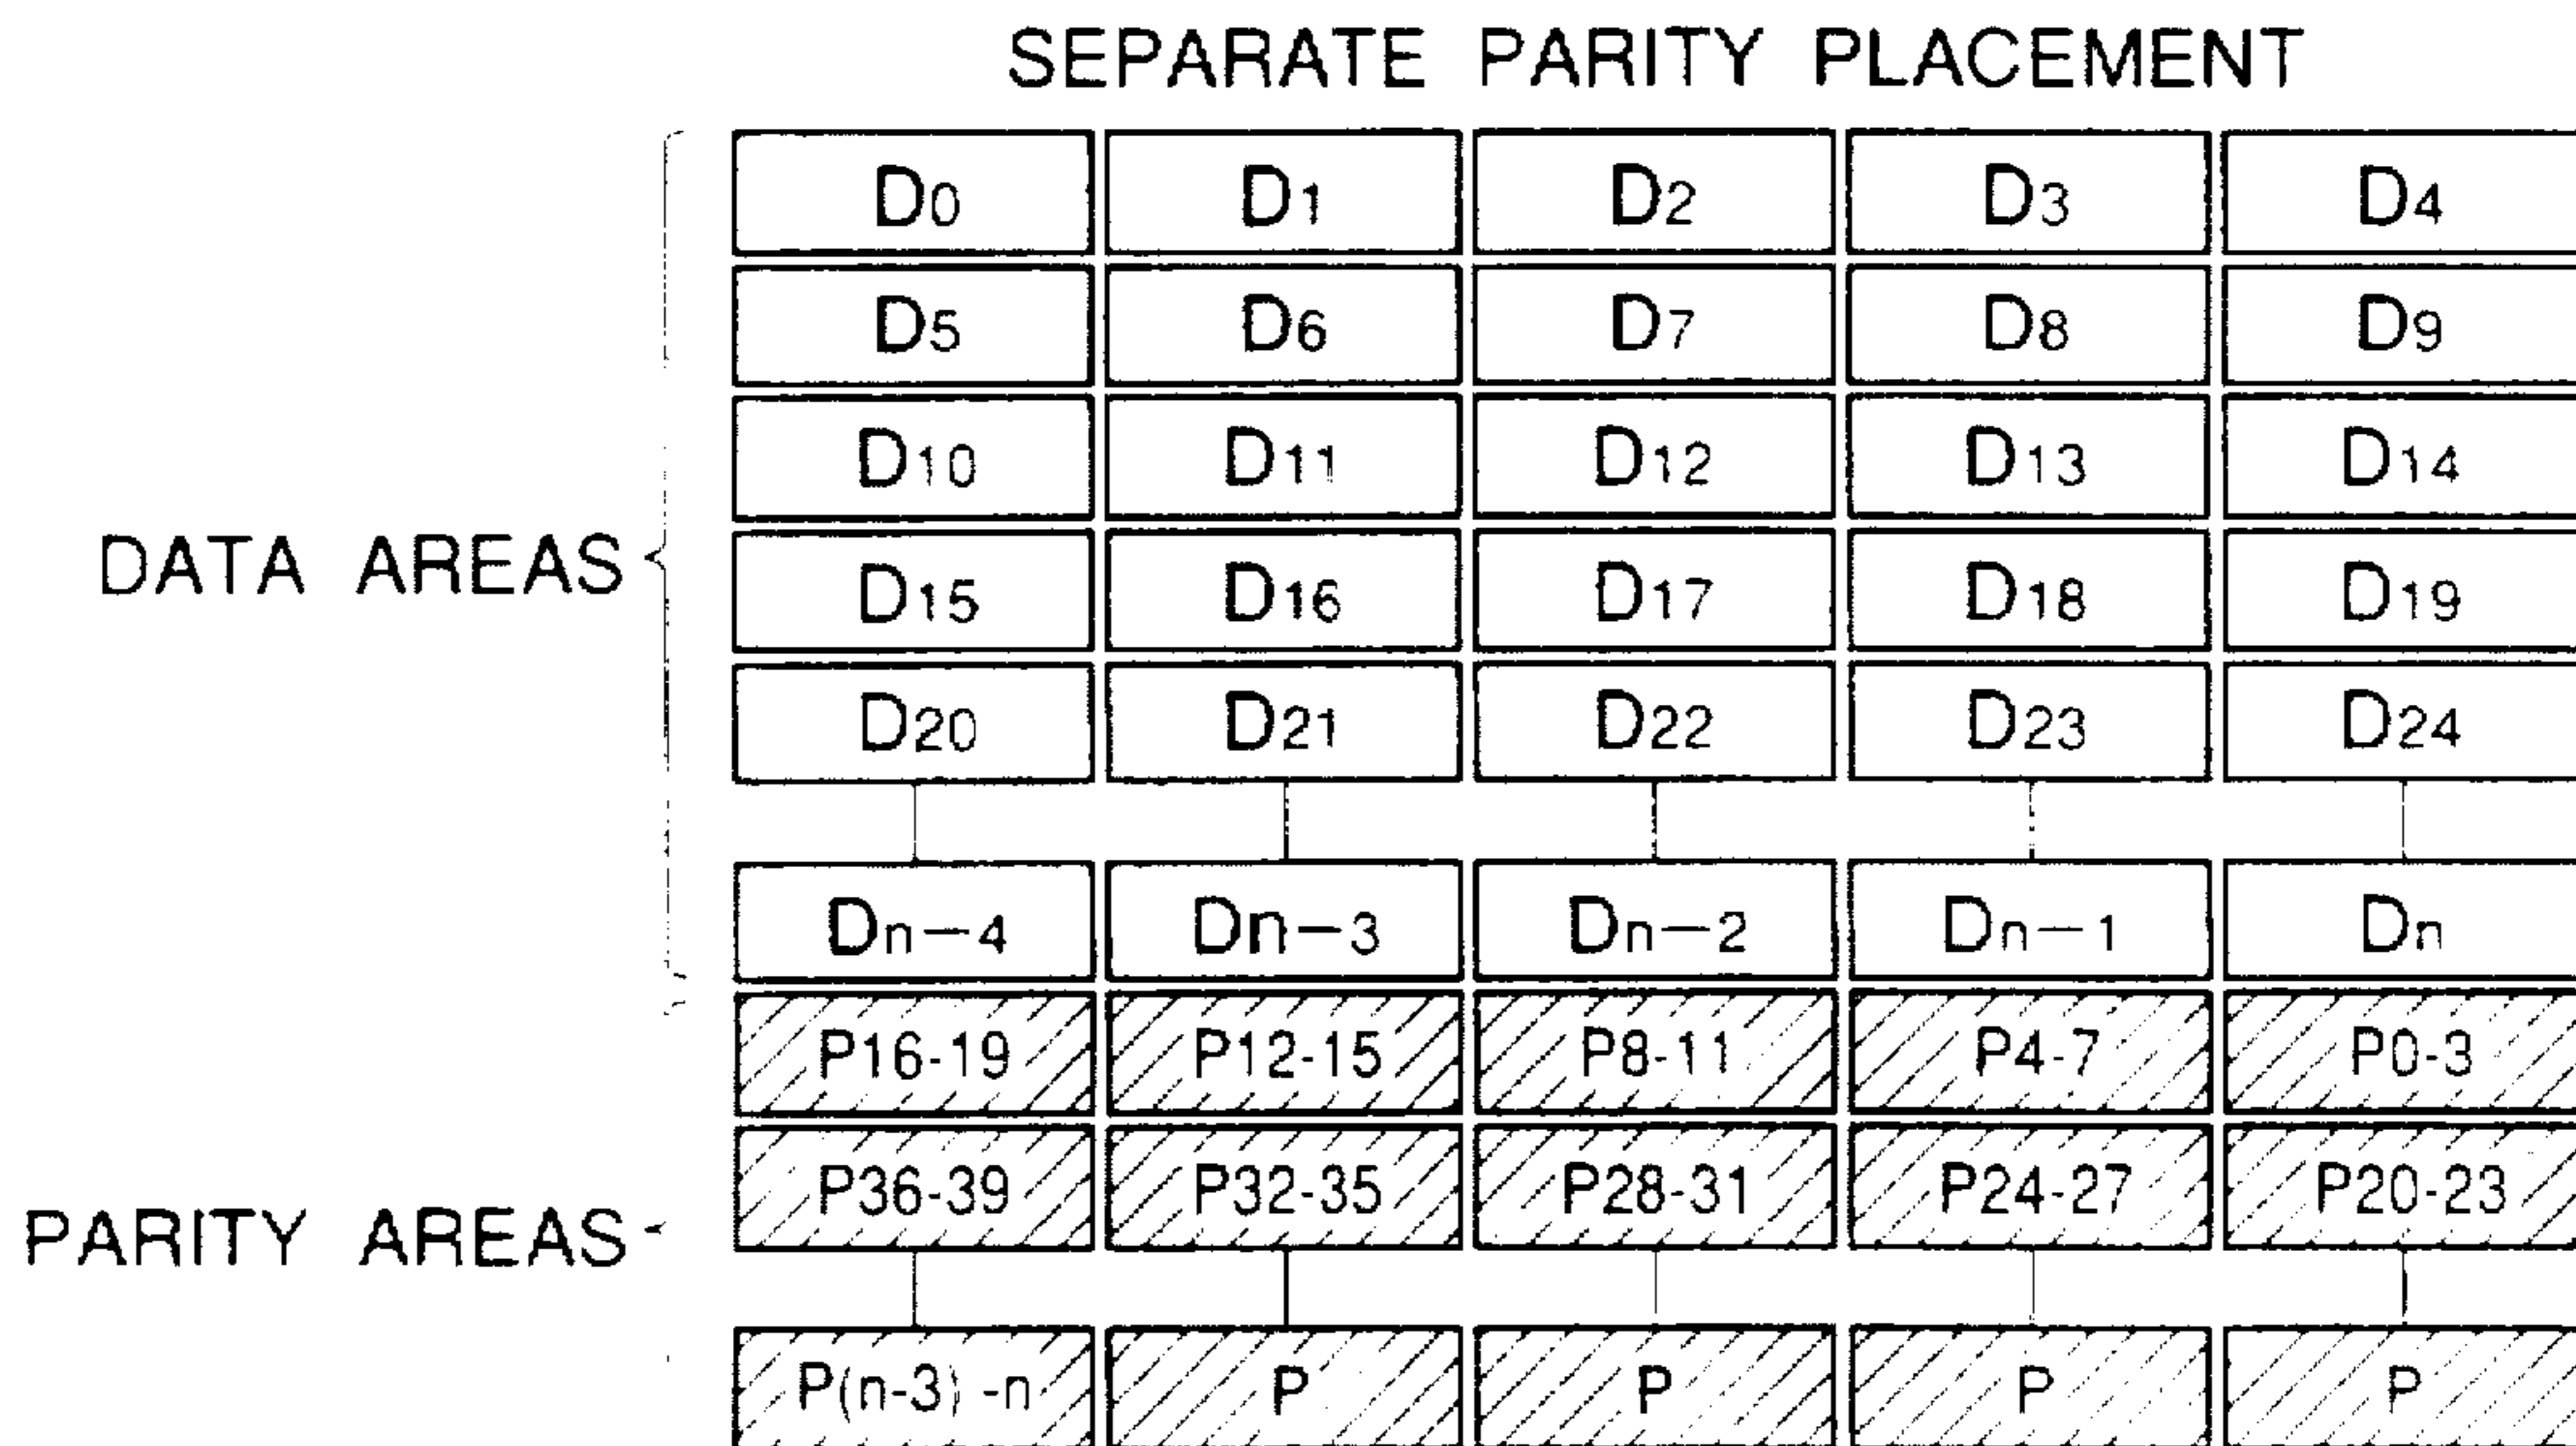 SEPARATE PARITY PLACEMENT
D0 D1 D2 D3 D4
D5 D6 D7 D8 D9
D10 D11 D12 D13 D14
DATA AREAS
D15 D16 D17 D18 D19
D20 D21 D22 D23 D24
Dn-4 Dn-3 Dn-2 Dn-1 Dn
P16-19 P12-15 P8-11 P4-7 P0-3
P36-39 P32-35 P28-31 P24-27 P20-23
PARITY AREAS
P(n-3) -n P P P P